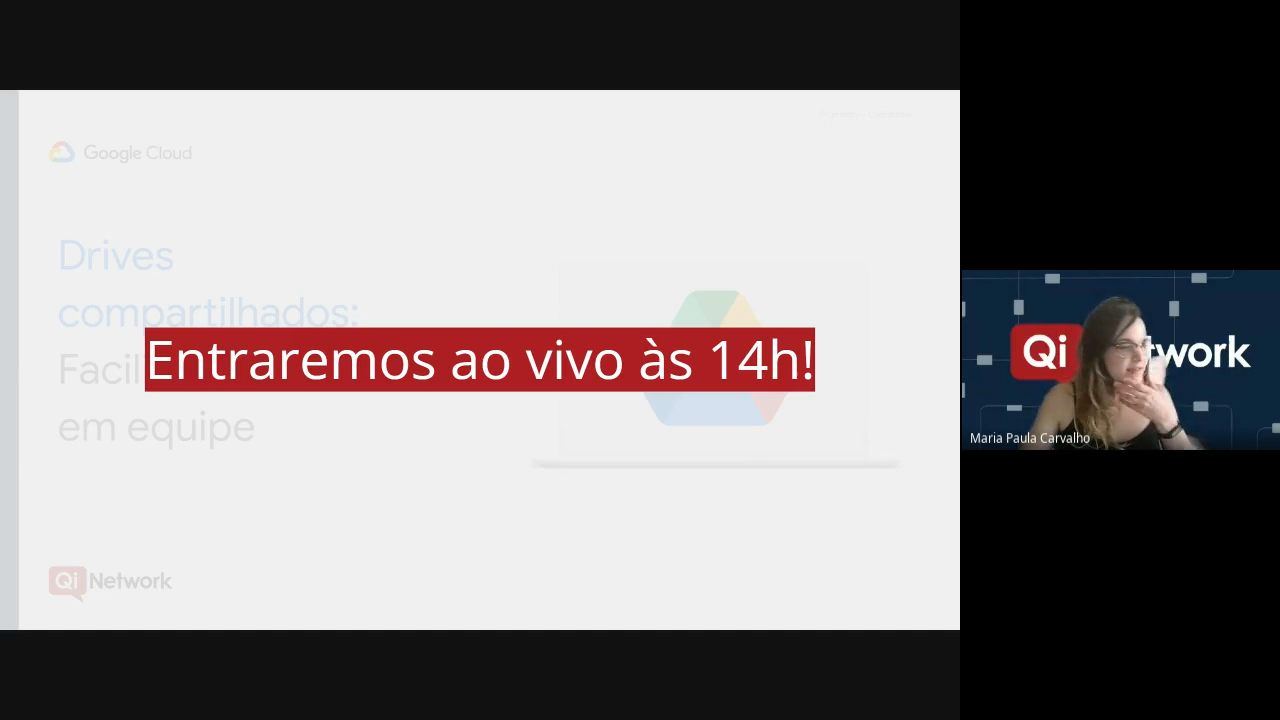 Google Cloud
Drives
compartilhados:
Entraremos ao vivo às 14h!
Facil
em equipe
Qi Network
Qi twork
Maria Paula Carvalho